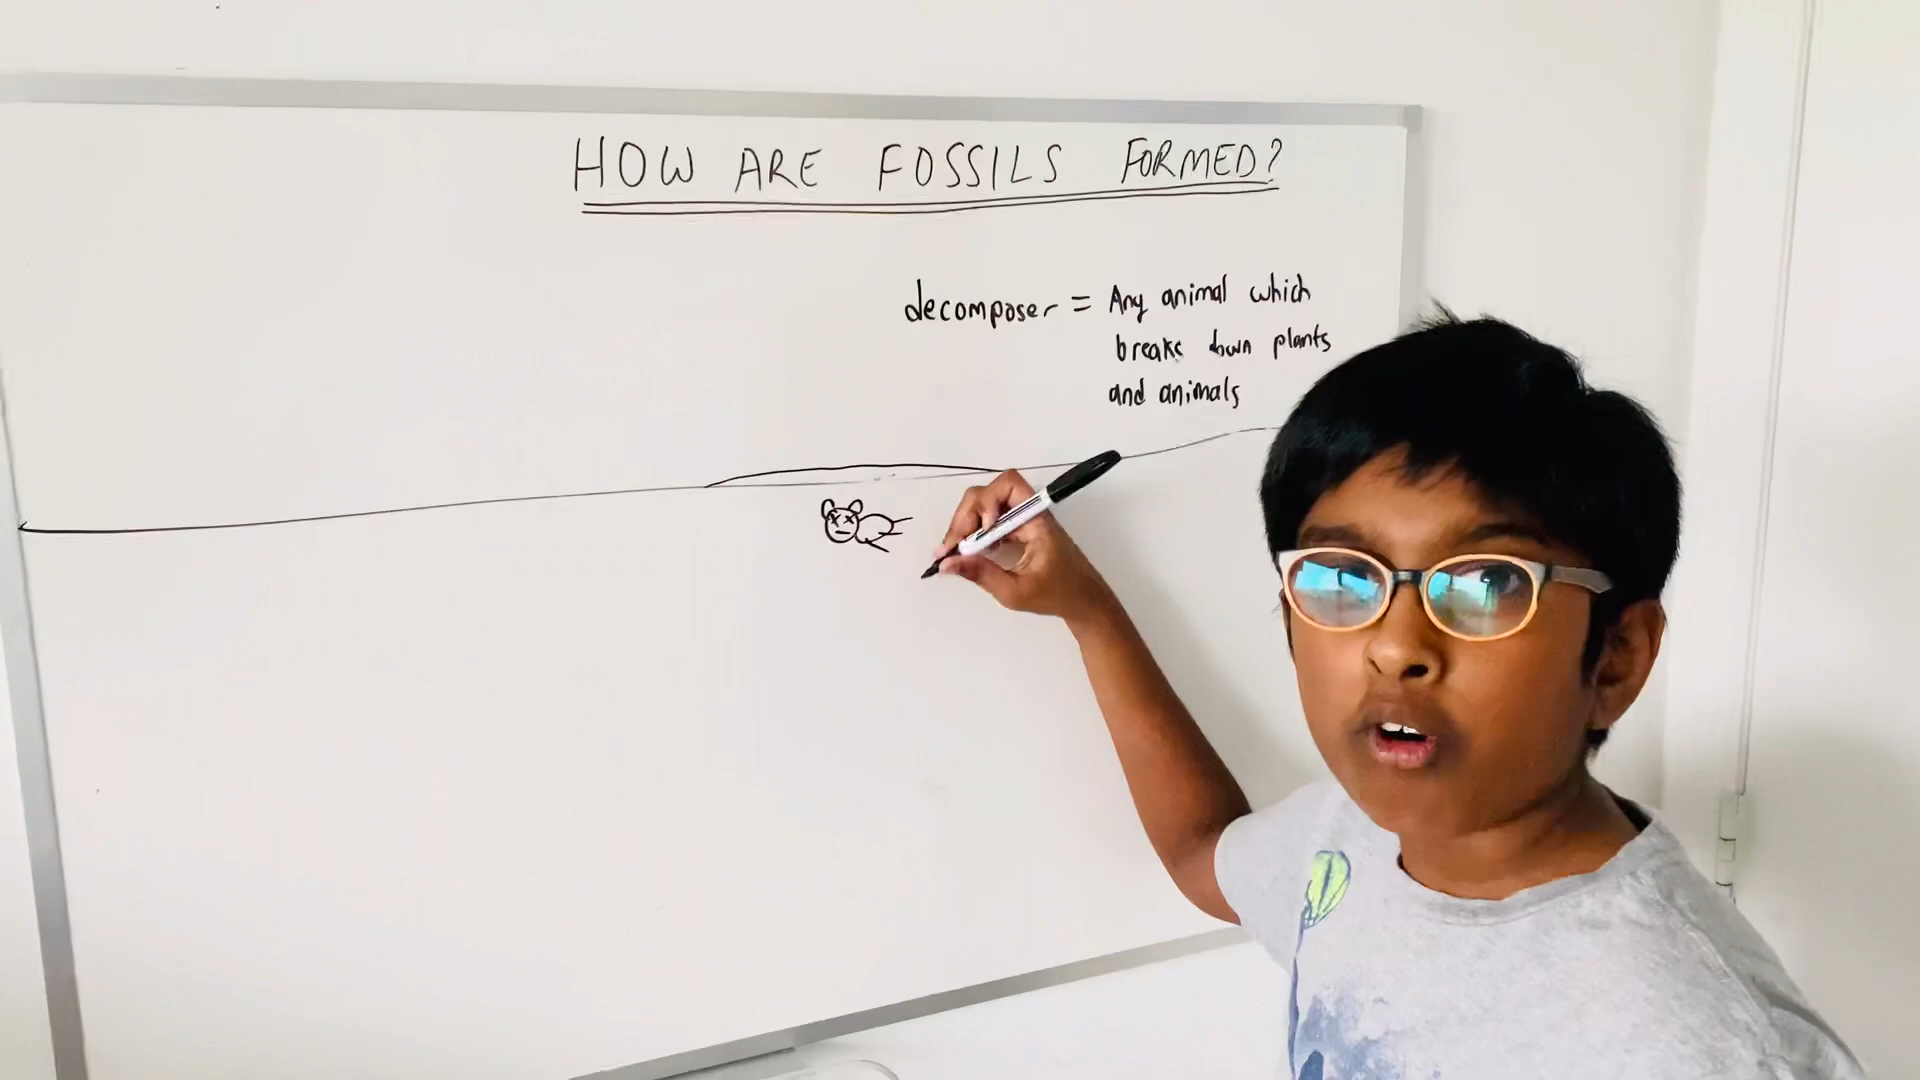 HOW ARE FOSSILS FORMED?
decomposer = Any animal which
breaks down plants
and animals